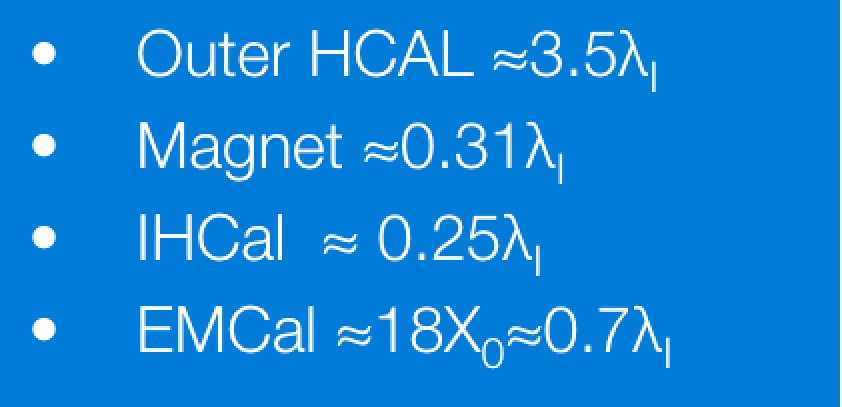 • Outer HCAL ≈3.5λI
• Magnet ≈0.31λI
• IHCal ≈ 0.25λI
• EMCal ≈18X0≈0.7λI